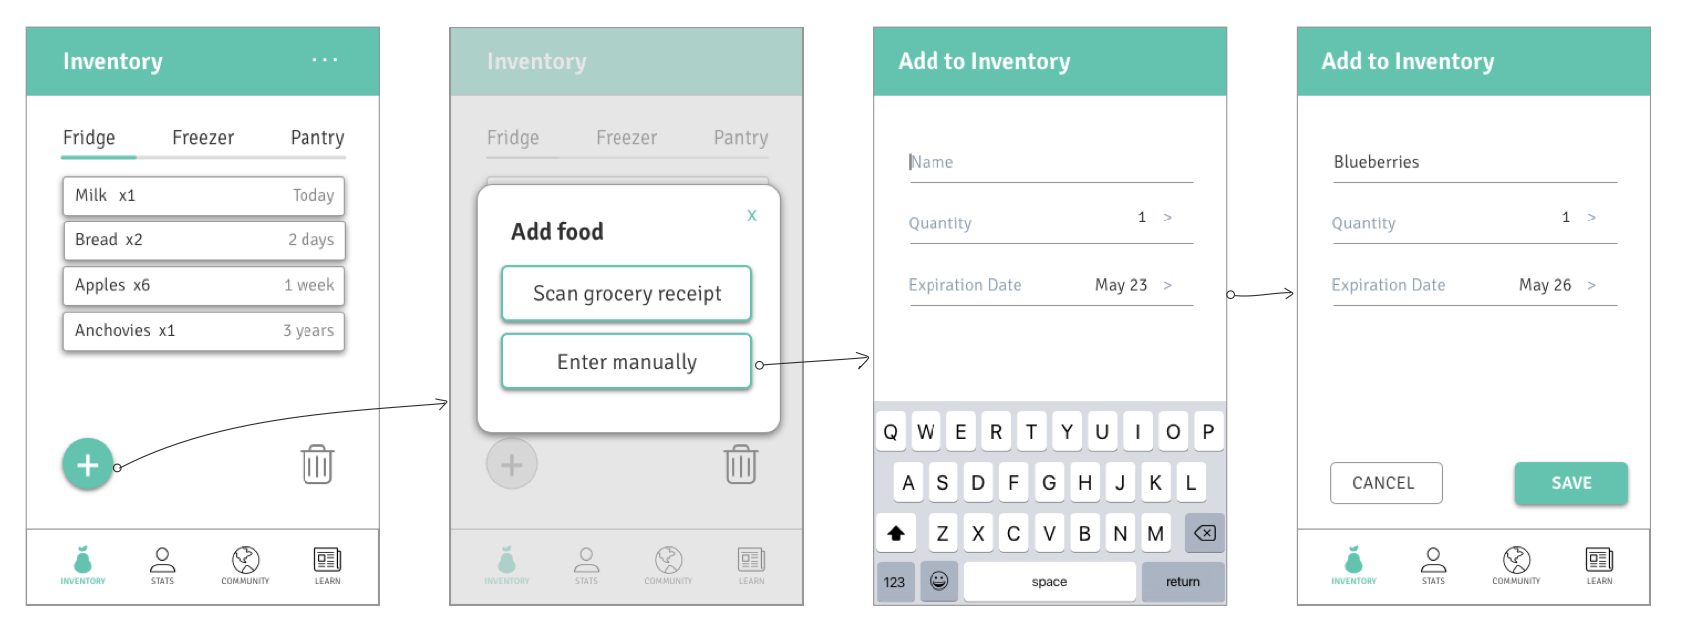 Inventory ...
Fridge Freezer Pantry
Milk x1 Today
Bread x2 2 days
Apples x6 1 week
Anchovies x1 3 years
+
INVENTORY STATS COMMUNITY LEARN
Inventory
Fridge Freezer Pantry
x
Add food
Scan grocery receipt
Enter manually
+
INVENTORY STATS COMMUNITY LEARN
Add to Inventory
Name
Quantity 1 >
Expiration Date May 23 >
Q W E R T Y U I O P
A S D F G H J K L
Z X C V B N M
123 space return
Add to Inventory
Blueberries
Quantity 1 >
Expiration Date May 26 >
CANCEL SAVE
INVENTORY STATS COMMUNITY LEARN